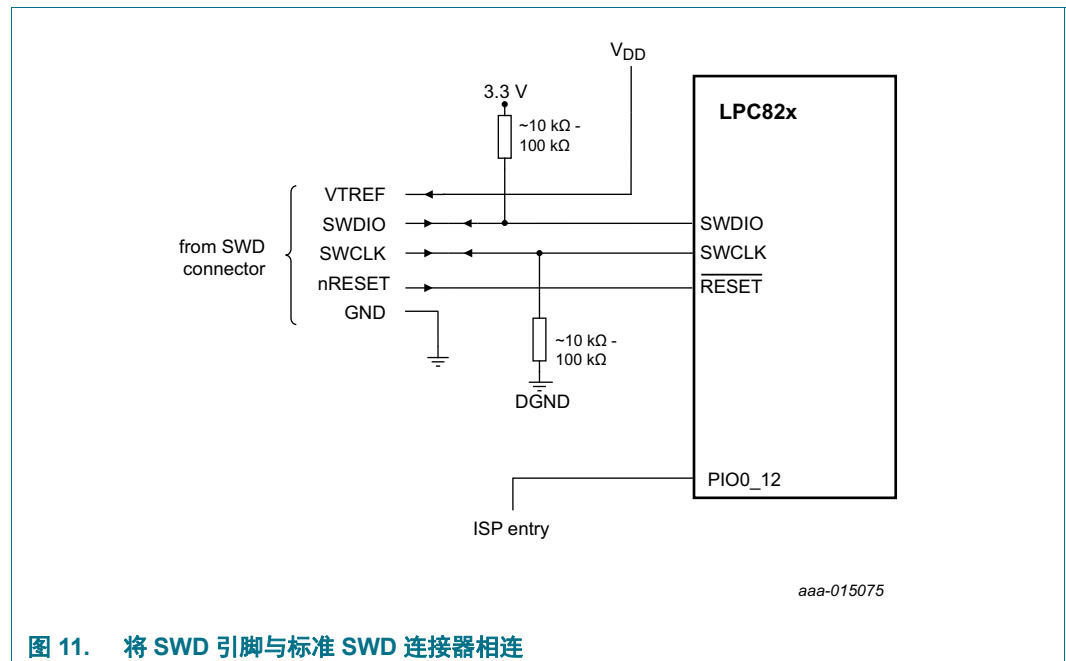 VDD
3.3 V
~10 kΩ -
100 kΩ
LPC82x
from SWD
connector
VTREF
SWDIO
SWCLK
nRESET
GND
SWDIO
SWCLK
RESET
~10 kΩ -
100 kΩ
DGND
PIO0_12
ISP entry
aaa-015075
图 11. 将 SWD 引脚与标准 SWD 连接器相连